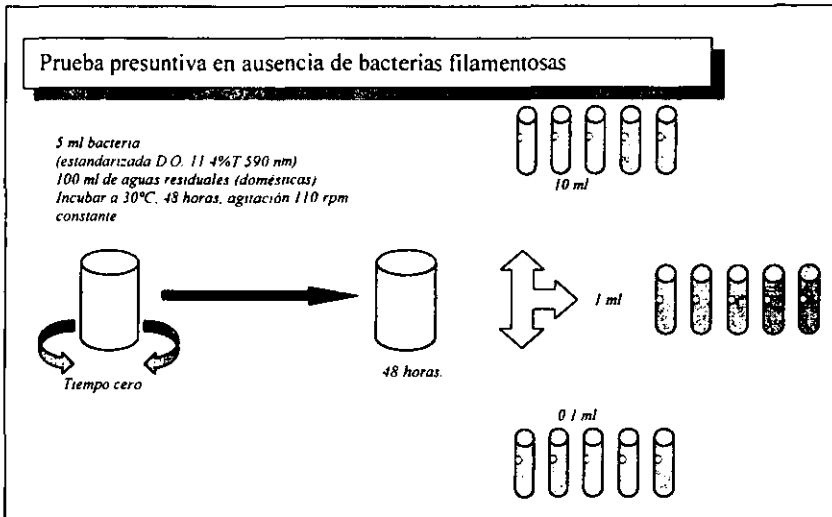 Prueba presuntiva en ausencia de bacterias filamentosas
5 ml bacteria
(estandarizada D O. 11 4%T 590 nm)
100 ml de aguas residuales (domésticas)
Incubar a 30°C, 48 horas, agitación 110 rpm
constante
10 ml
1 ml
Tiempo cero
48 horas.
0 1 ml